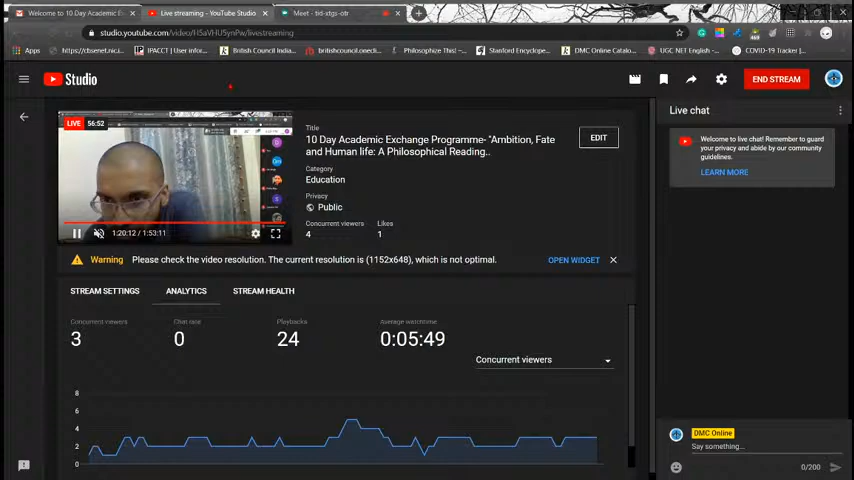 Welcome to 10 Day Academic E
Live streaming - YouTube Studio
Meet - tid-xtgs-otr
studio.youtube.com/video/H5aVHU5ynPw/livestreaming
Apps
https://cbsenet.nic...
IPACCT | User infor...
British Council India...
britishcouncil.oneclic...
Philosophize This! -...
Stanford Encyclope...
DMC Online Catalo...
UGC NET English -...
COVID-19 Tracker |...
Studio
END STREAM
LIVE 56:52
1:20:12 / 1:53:11
Title
10 Day Academic Exchange Programme- "Ambition, Fate
and Human life: A Philosophical Reading..
EDIT
Category
Education
Privacy
Public
Concurrent viewers
Likes
4
1
Warning Please check the video resolution. The current resolution is (1152x648), which is not optimal.
OPEN WIDGET
STREAM SETTINGS
ANALYTICS
STREAM HEALTH
Concurrent viewers
Chat rate
Playbacks
Average watchtime
3
0
24
0:05:49
Concurrent viewers
8
6
4
2
0
Live chat
Welcome to live chat! Remember to guard
your privacy and abide by our community
guidelines.
LEARN MORE
DMC Online
Say something...
0/200